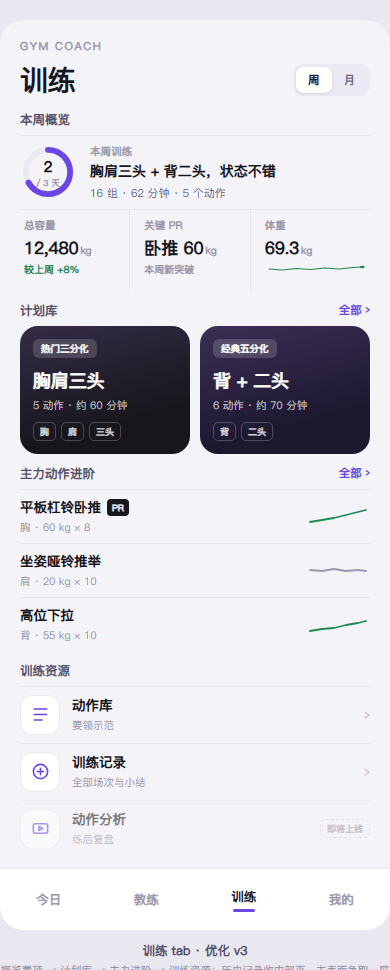 GYM COACH
训练
周 月
本周概览
本周训练
2
/ 3 天
胸肩三头 + 背二头，状态不错
16 组 · 62 分钟 · 5 个动作
总容量 关键 PR 体重
12,480 kg 卧推 60 kg 69.3 kg
较上周 +8% 本周新突破
计划库 全部 ›
热门三分化 经典五分化
胸肩三头 背 + 二头
5 动作 · 约 60 分钟 6 动作 · 约 70 分钟
胸 肩 三头 背 二头
主力动作进阶 全部 ›
平板杠铃卧推 PR
胸 · 60 kg × 8
坐姿哑铃推举
肩 · 20 kg × 10
高位下拉
背 · 55 kg × 10
训练资源
动作库
要领示范
训练记录
全部场次与小结
动作分析 即将上线
练后复盘
今日 教练 训练 我的
训练 tab · 优化 v3